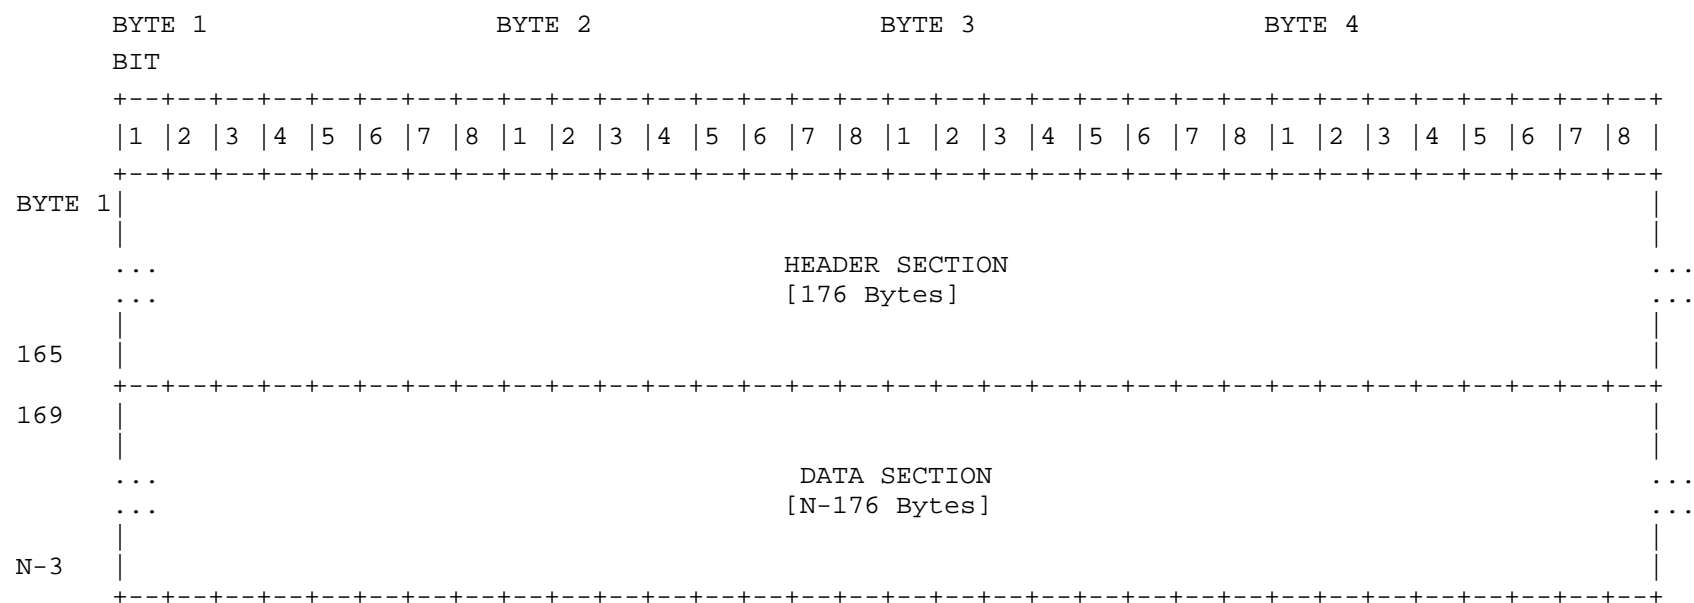 BYTE 1 BYTE 2 BYTE 3 BYTE 4
BIT
+--+--+--+--+--+--+--+--+--+--+--+--+--+--+--+--+--+--+--+--+--+--+--+--+--+--+--+--+--+--+--+--+
|1 |2 |3 |4 |5 |6 |7 |8 |1 |2 |3 |4 |5 |6 |7 |8 |1 |2 |3 |4 |5 |6 |7 |8 |1 |2 |3 |4 |5 |6 |7 |8 |
+--+--+--+--+--+--+--+--+--+--+--+--+--+--+--+--+--+--+--+--+--+--+--+--+--+--+--+--+--+--+--+--+
BYTE 1| |
| |
... HEADER SECTION ...
... [176 Bytes] ...
| |
165 | |
+--+--+--+--+--+--+--+--+--+--+--+--+--+--+--+--+--+--+--+--+--+--+--+--+--+--+--+--+--+--+--+--+
169 | |
| |
... DATA SECTION ...
... [N-176 Bytes] ...
| |
N-3 | |
+--+--+--+--+--+--+--+--+--+--+--+--+--+--+--+--+--+--+--+--+--+--+--+--+--+--+--+--+--+--+--+--+